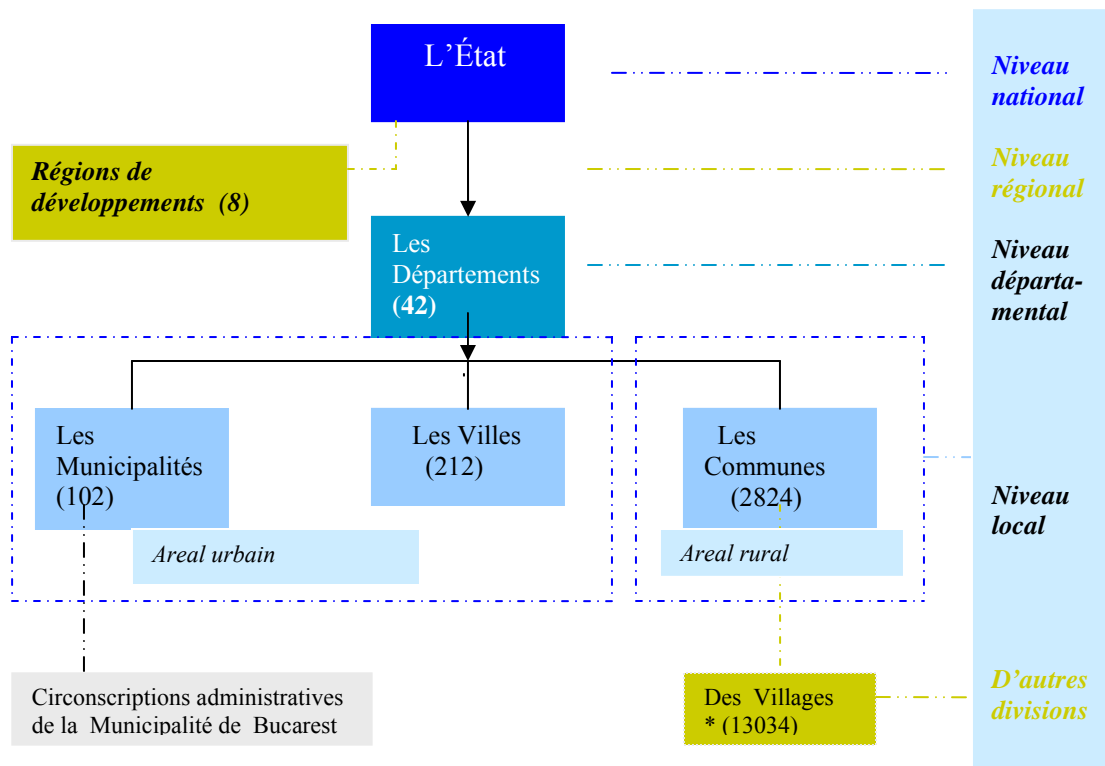 L’État
Niveau
national
Régions de
développements (8)
Niveau
régional
Les
Départements
(42)
Niveau
départa-
mental
Les
Municipalités
(102)
Les Villes
(212)
Les
Communes
(2824)
Niveau
local
Areal urbain
Areal rural
Circonscriptions administratives
de la Municipalité de Bucarest
Des Villages
* (13034)
D’autres
divisions